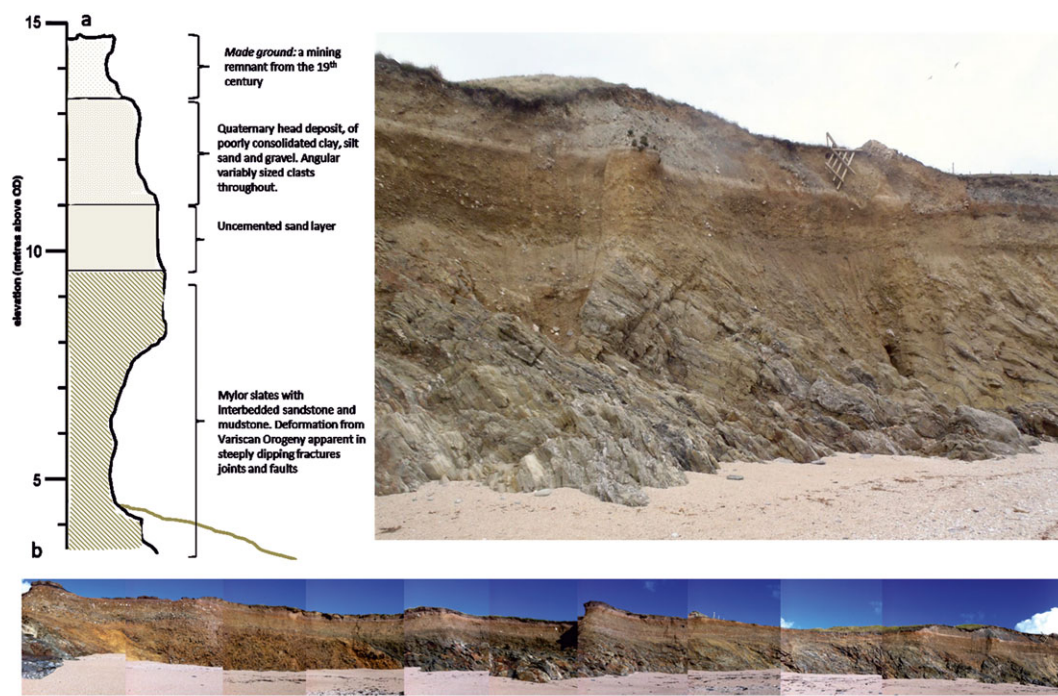 15
a
Made ground: a mining
remnant from the 19th
century
Quaternary head deposit, of
poorly consolidated clay, silt
sand and gravel. Angular
variably sized clasts
throughout.
Uncemented sand layer
10
elevation (metres above OD)
Mylor slates with
interbedded sandstone and
mudstone. Deformation from
Variscan Orogeny apparent in
steeply dipping fractures
joints and faults
5
b